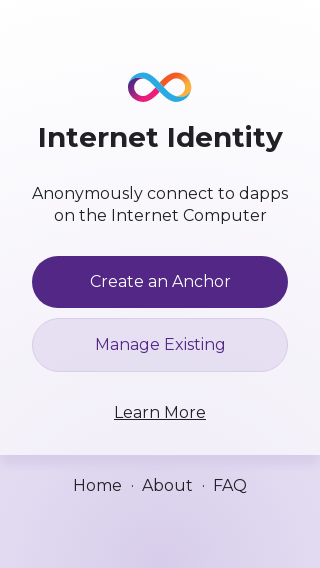 Internet Identity
Anonymously connect to dapps
on the Internet Computer
Create an Anchor
Manage Existing
Learn More
Home · About · FAQ